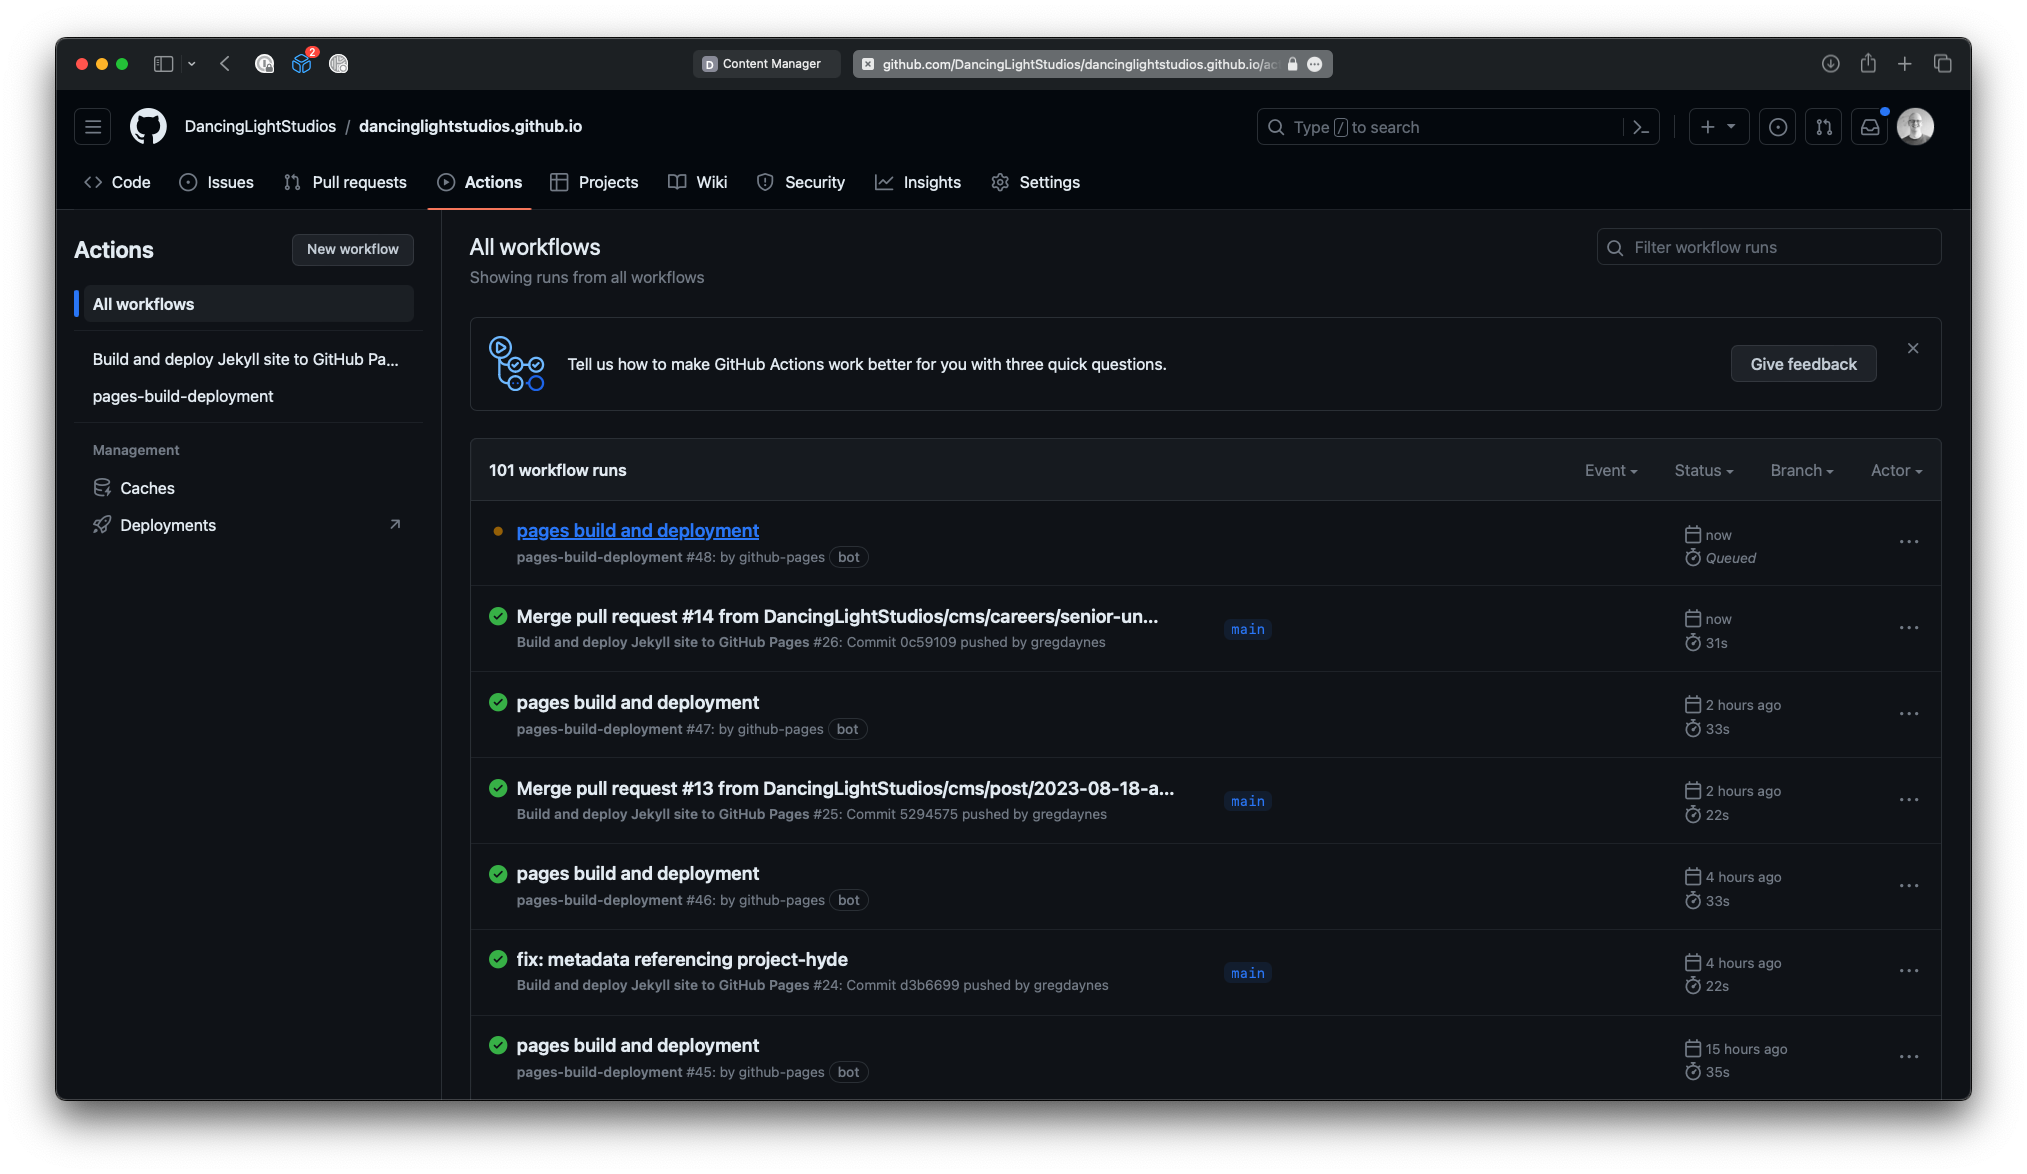 2
D Content Manager
github.com/DancingLightStudios/dancinglightstudios.github.io/ac
DancingLightStudios / dancinglightstudios.github.io
Type / to search
Code Issues Pull requests Actions Projects Wiki Security Insights Settings
Actions
New workflow
All workflows
Build and deploy Jekyll site to GitHub Pa...
pages-build-deployment
Management
Caches
Deployments
All workflows
Showing runs from all workflows
Filter workflow runs
Tell us how to make GitHub Actions work better for you with three quick questions.
Give feedback
101 workflow runs
Event Status Branch Actor
pages build and deployment
pages-build-deployment #48: by github-pages bot
now
Queued
Merge pull request #14 from DancingLightStudios/cms/careers/senior-un...
Build and deploy Jekyll site to GitHub Pages #26: Commit 0c59109 pushed by gregdaynes
main
now
31s
pages build and deployment
pages-build-deployment #47: by github-pages bot
2 hours ago
33s
Merge pull request #13 from DancingLightStudios/cms/post/2023-08-18-a...
Build and deploy Jekyll site to GitHub Pages #25: Commit 5294575 pushed by gregdaynes
main
2 hours ago
22s
pages build and deployment
pages-build-deployment #46: by github-pages bot
4 hours ago
33s
fix: metadata referencing project-hyde
Build and deploy Jekyll site to GitHub Pages #24: Commit d3b6699 pushed by gregdaynes
main
4 hours ago
22s
pages build and deployment
pages-build-deployment #45: by github-pages bot
15 hours ago
35s